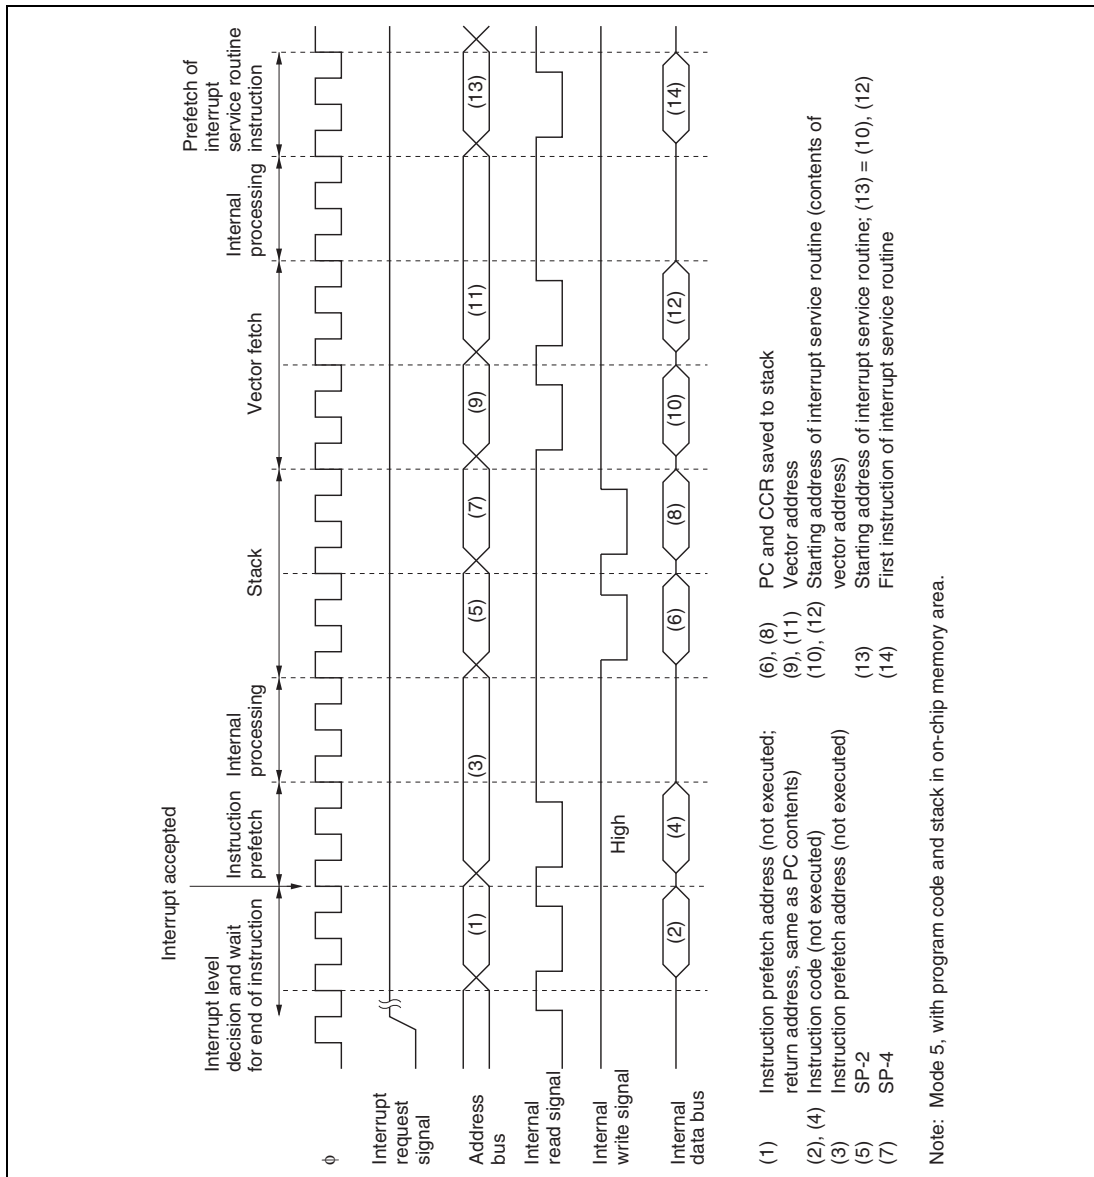 Interrupt accepted
Interrupt level
decision and wait
for end of instruction
Instruction
prefetch
Internal
processing
Stack
Vector fetch
Internal
processing
Prefetch of
interrupt
service routine
instruction
ϕ
Interrupt
request
signal
Address
bus
(1)
(3)
(5)
(7)
(9)
(11)
(13)
Internal
read signal
Internal
write signal
High
Internal
data bus
(2)
(4)
(6)
(8)
(10)
(12)
(14)
(1) Instruction prefetch address (not executed;
return address, same as PC contents)
(2), (4) Instruction code (not executed)
(3) Instruction prefetch address (not executed)
(5) SP-2
(7) SP-4
(6), (8) PC and CCR saved to stack
(9), (11) Vector address
(10), (12) Starting address of interrupt service routine (contents of
vector address)
(13) Starting address of interrupt service routine; (13) = (10), (12)
(14) First instruction of interrupt service routine
Note: Mode 5, with program code and stack in on-chip memory area.